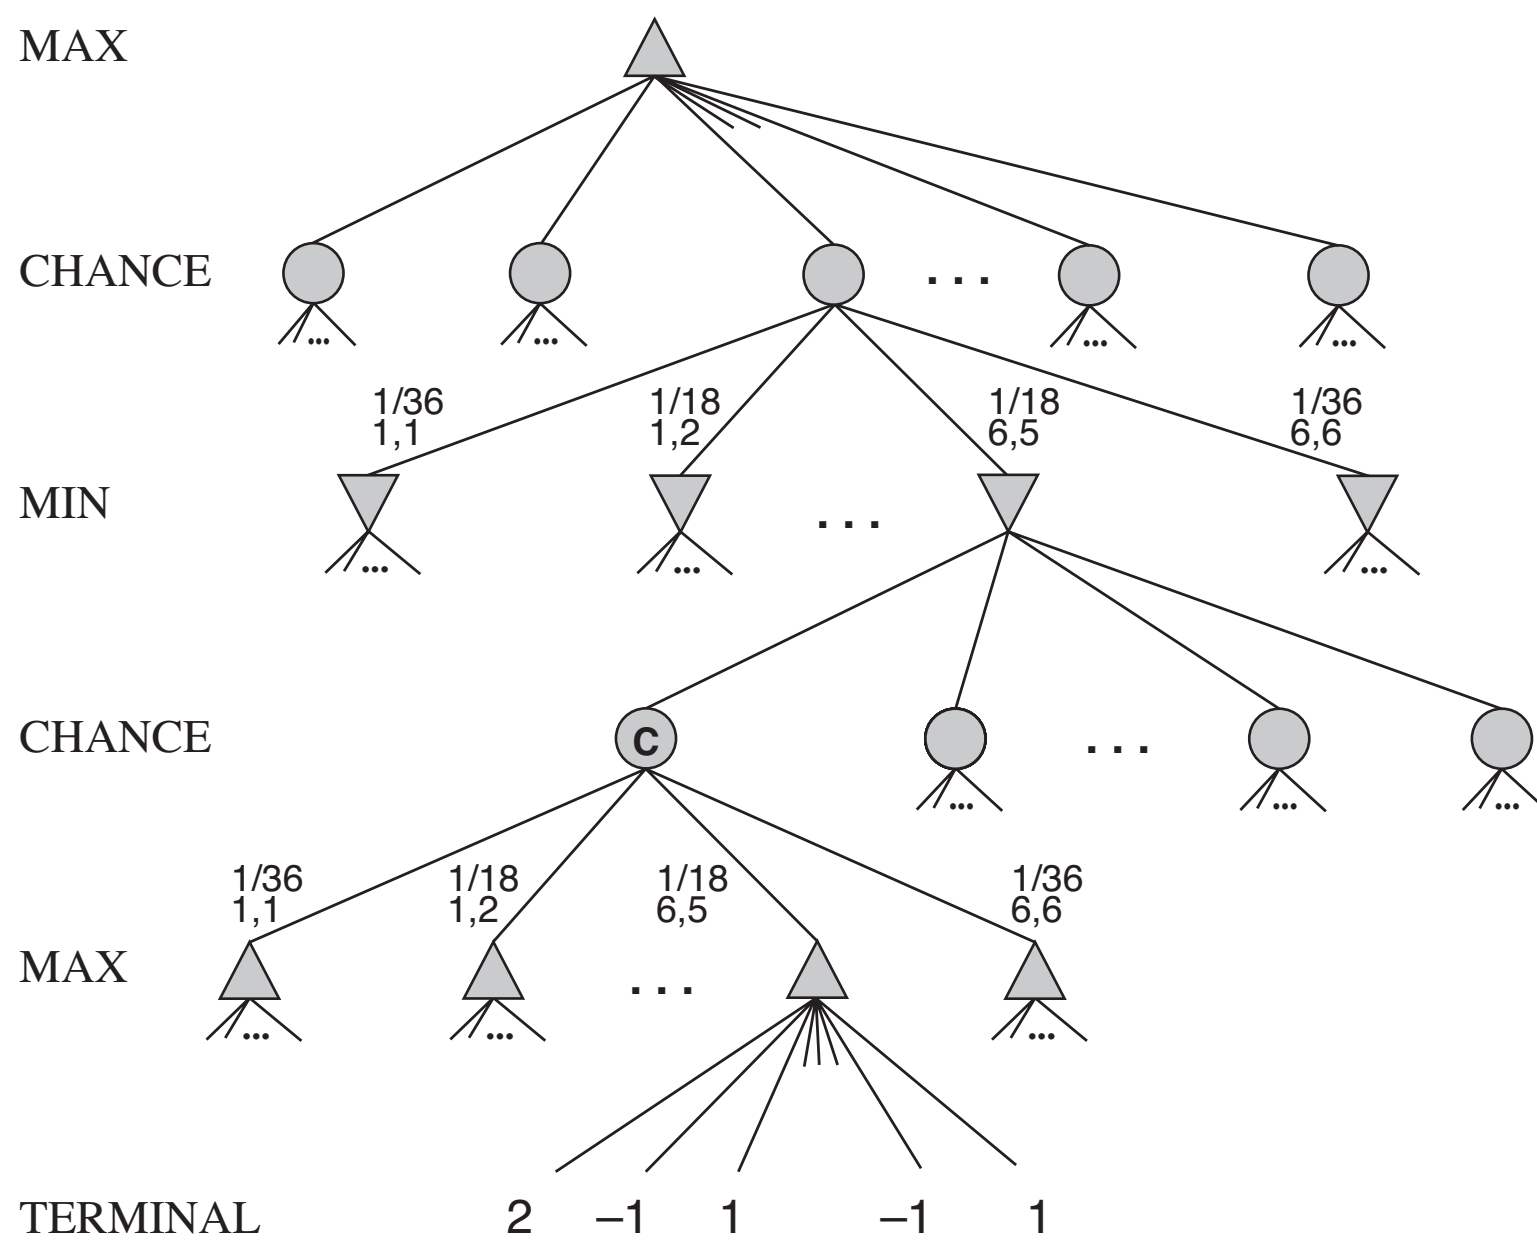 MAX
CHANCE
. . .
... ... ... ...
1/36 1/18 1/18 1/36
1,1 1,2 6,5 6,6
MIN
. . .
... ... ...
CHANCE C . . .
... ... ...
1/36 1/18 1/18 1/36
1,1 1,2 6,5 6,6
MAX
. . .
... ... ...
TERMINAL 2 –1 1 –1 1